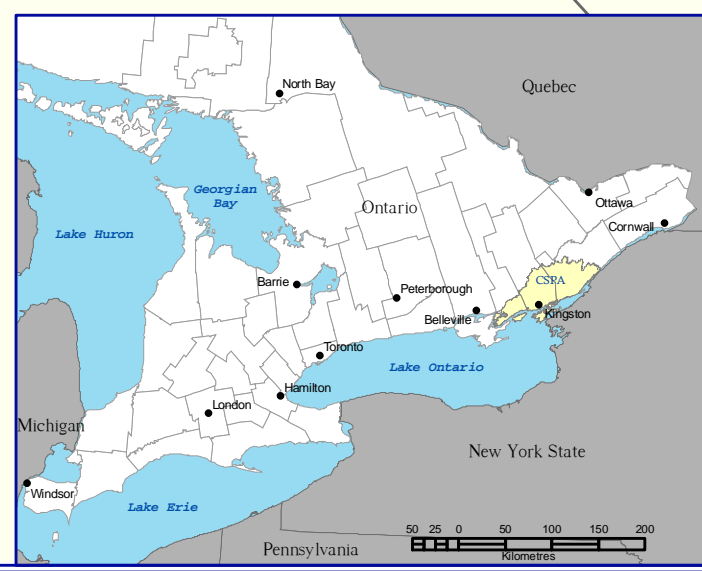 North Bay
Quebec
Georgian
Bay
Ottawa
Ontario
Lake Huron
Cornwall
Barrie
CSPA
Peterborough
Belleville
Kingston
Toronto
Lake Ontario
Hamilton
London
Michigan
New York State
Windsor
Lake Erie
Pennsylvania
50 25 0 50 100 150 200
Kilometres